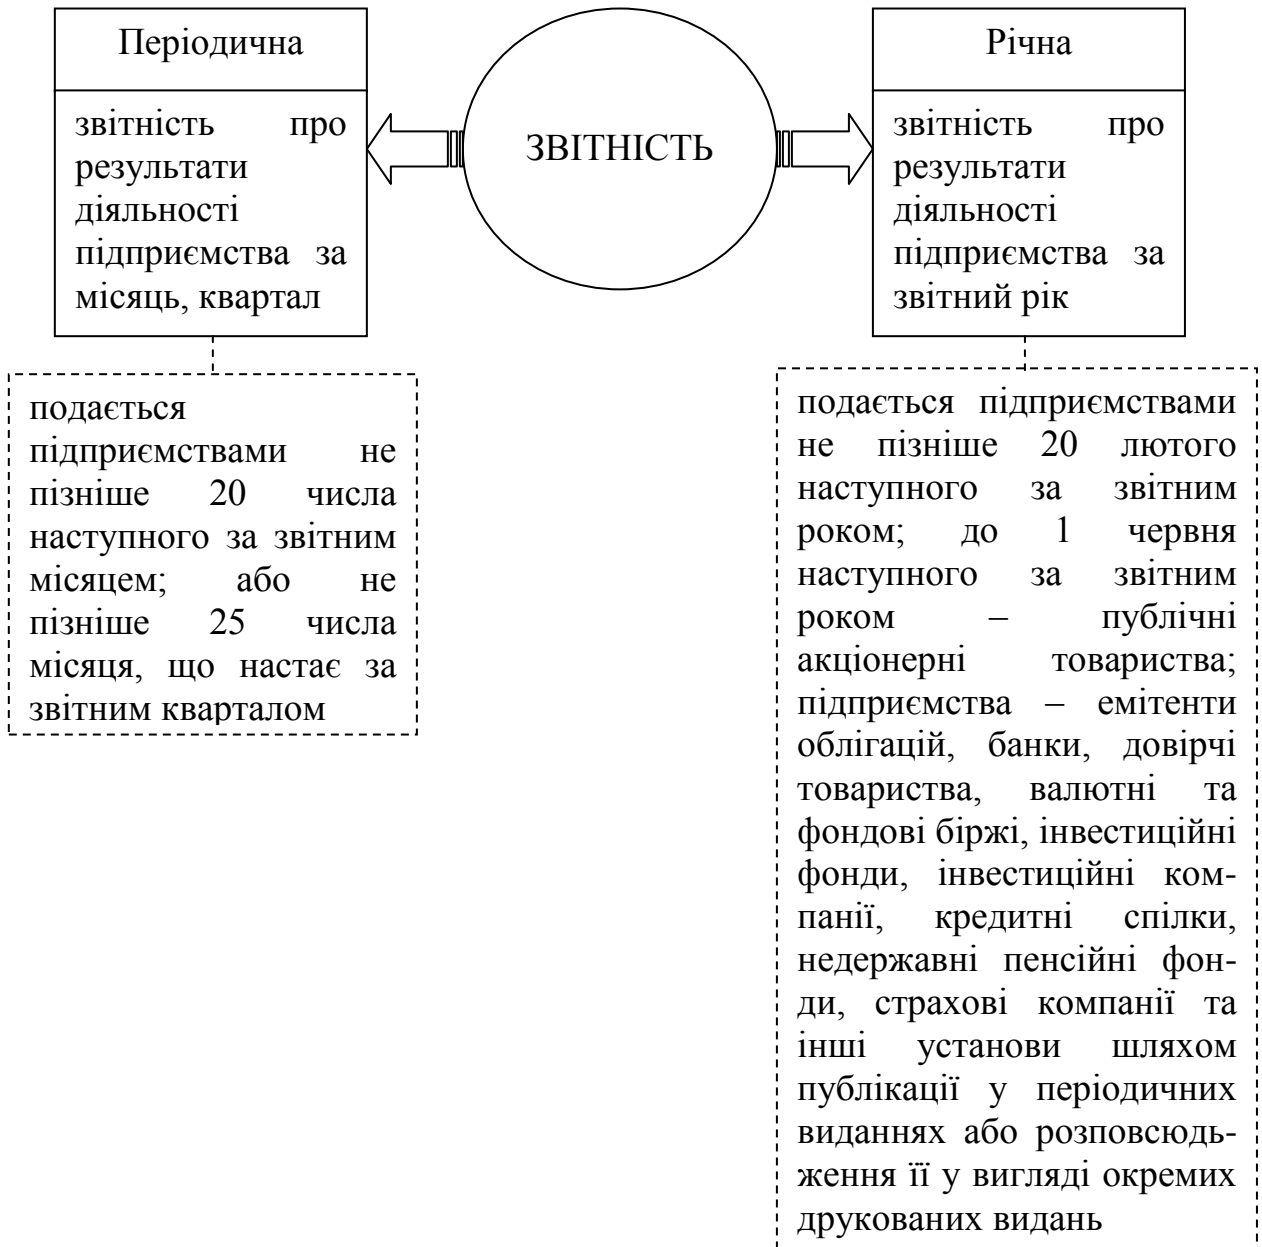 Періодична
звітність про
результати
діяльності
підприємства за
місяць, квартал
ЗВІТНІСТЬ
Річна
звітність про
результати
діяльності
підприємства за
звітний рік
подається
підприємствами не
пізніше 20 числа
наступного за звітним
місяцем; або не
пізніше 25 числа
місяця, що настає за
звітним кварталом
подається підприємствами
не пізніше 20 лютого
наступного за звітним
роком; до 1 червня
наступного за звітним
роком – публічні
акціонерні товариства;
підприємства – емітенти
облігацій, банки, довірчі
товариства, валютні та
фондові біржі, інвестиційні
фонди, інвестиційні ком-
панії, кредитні спілки,
недержавні пенсійні фон-
ди, страхові компанії та
інші установи шляхом
публікації у періодичних
виданнях або розповсюдь-
ження її у вигляді окремих
друкованих видань